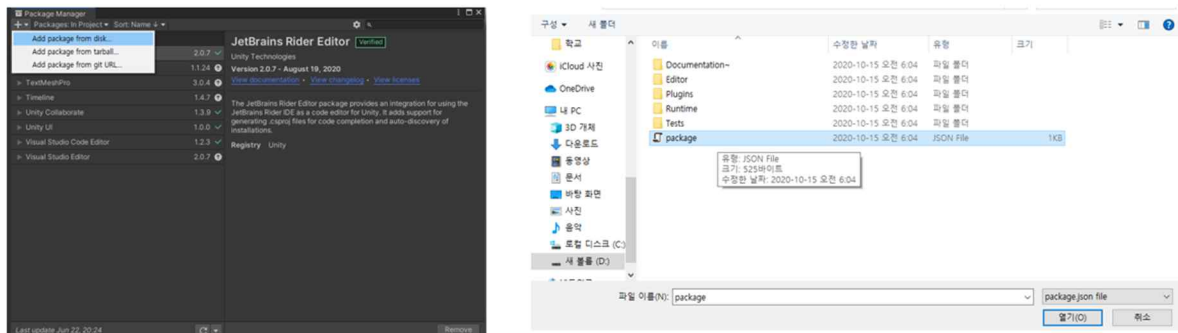 Package Manager
+ ▾ Packages: In Project ▾ Sort: Name ↓ ▾
Add package from disk...
Add package from tarball...
Add package from git URL...
2.0.7
1.1.24
TextMeshPro 3.0.4
Timeline 1.4.7
Unity Collaborate 1.3.9
Unity UI 1.0.0
Visual Studio Code Editor 1.2.3
Visual Studio Editor 2.0.7
Last update Jun 22, 20:24
JetBrains Rider Editor Verified
Unity Technologies
Version 2.0.7 - August 19, 2020
View documentation • View changelog • View licenses
The JetBrains Rider Editor package provides an integration for using the
JetBrains Rider IDE as a code editor for Unity. It adds support for
generating .csproj files for code completion and auto-discovery of
installations.
Registry Unity
Remove
구성 ▾ 새 폴더
학교
iCloud 사진
OneDrive
내 PC
3D 개체
다운로드
동영상
문서
바탕 화면
사진
음악
로컬 디스크 (C:)
새 볼륨 (D:)
이름 수정한 날짜 유형 크기
Documentation~ 2020-10-15 오전 6:04 파일 폴더
Editor 2020-10-15 오전 6:04 파일 폴더
Plugins 2020-10-15 오전 6:04 파일 폴더
Runtime 2020-10-15 오전 6:04 파일 폴더
Tests 2020-10-15 오전 6:04 파일 폴더
package 2020-10-15 오전 6:04 JSON File 1KB
유형: JSON File
크기: 525바이트
수정한 날짜: 2020-10-15 오전 6:04
파일 이름(N): package package.json file
열기(O) 취소